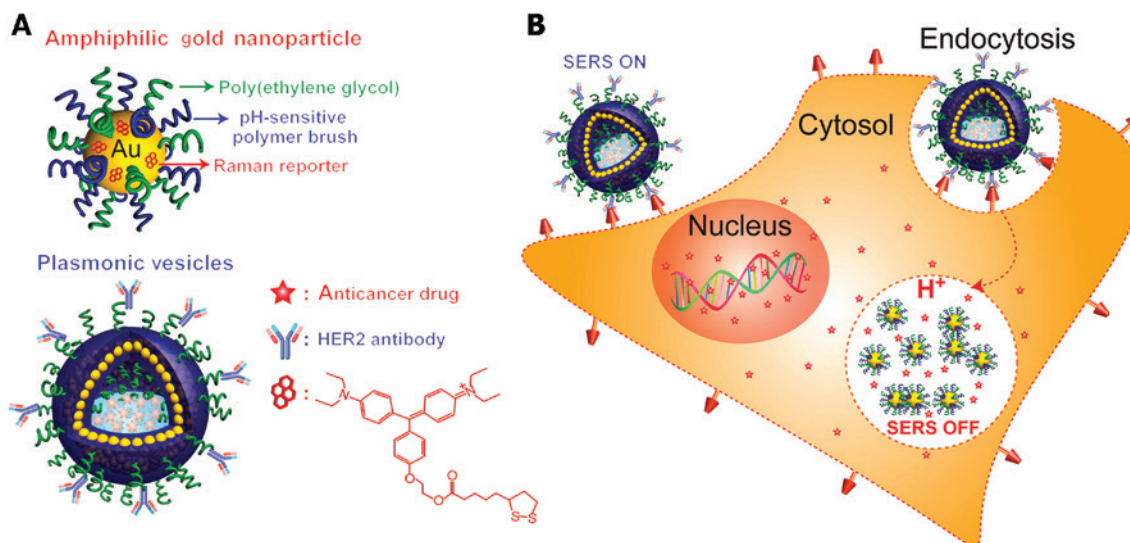 A
Amphiphilic gold nanoparticle
Poly(ethylene glycol)
pH-sensitive
polymer brush
Au
Raman reporter
Plasmonic vesicles
: Anticancer drug
: HER2 antibody
:
N
N
+
O
O
O
S-S
B
SERS ON
Endocytosis
Cytosol
Nucleus
H+
SERS OFF